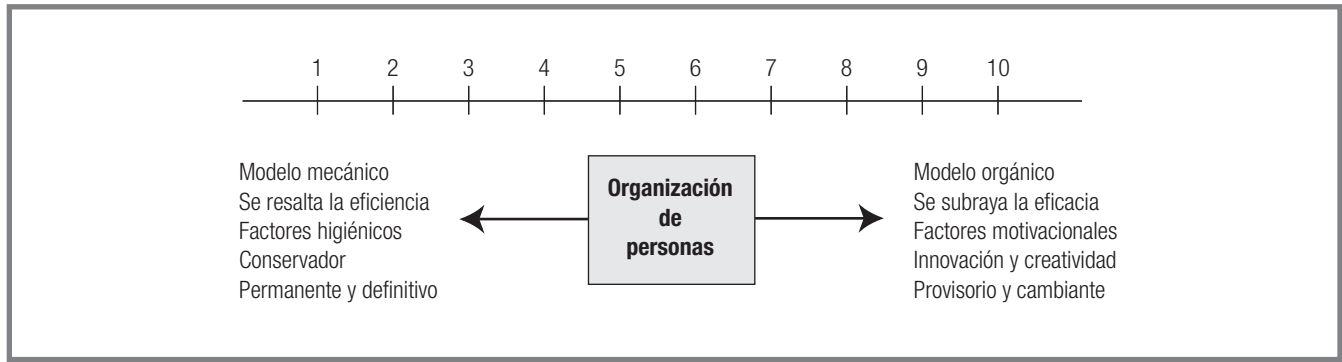 1 2 3 4 5 6 7 8 9 10
Modelo mecánico
Se resalta la eficiencia
Factores higiénicos
Conservador
Permanente y definitivo
Organización
de
personas
Modelo orgánico
Se subraya la eficacia
Factores motivacionales
Innovación y creatividad
Provisorio y cambiante